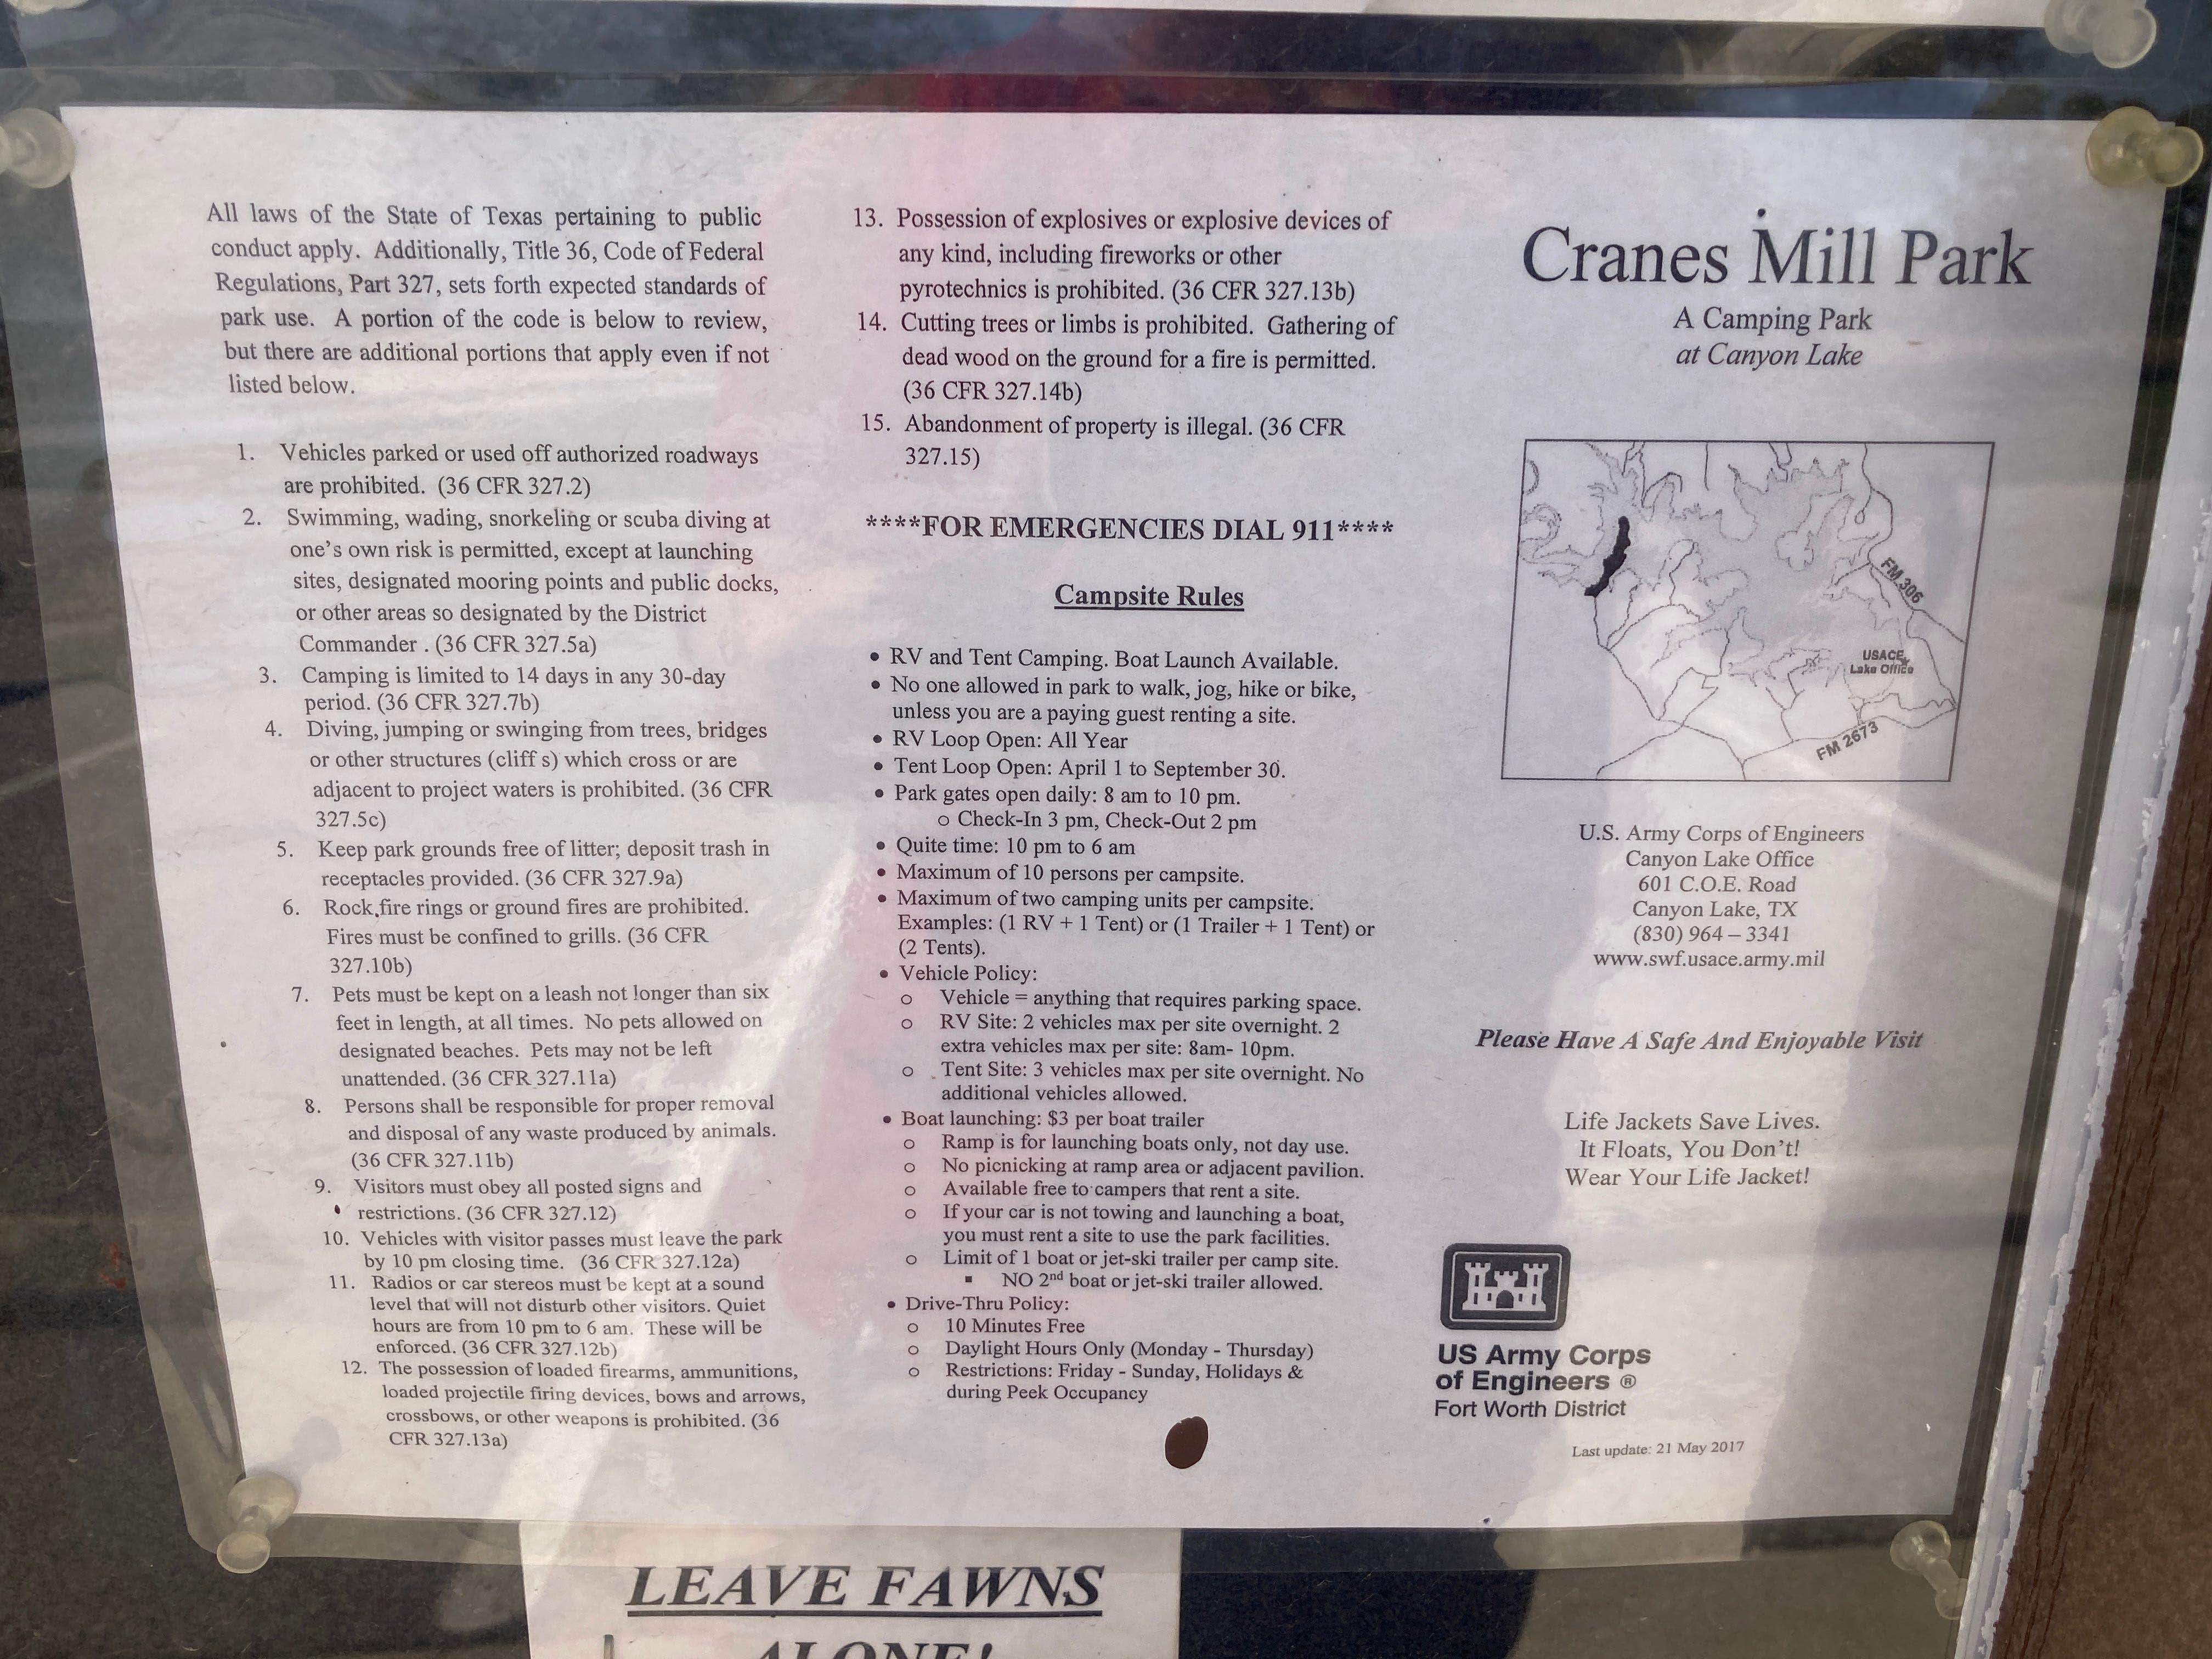 All laws of the State of Texas pertaining to public
conduct apply. Additionally, Title 36, Code of Federal
Regulations, Part 327, sets forth expected standards of
park use. A portion of the code is below to review,
but there are additional portions that apply even if not
listed below.
1. Vehicles parked or used off authorized roadways
are prohibited. (36 CFR 327.2)
2. Swimming, wading, snorkeling or scuba diving at
one's own risk is permitted, except at launching
sites, designated mooring points and public docks,
or other areas so designated by the District
Commander . (36 CFR 327.5a)
3. Camping is limited to 14 days in any 30-day
period. (36 CFR 327.7b)
4. Diving, jumping or swinging from trees, bridges
or other structures (cliff s) which cross or are
adjacent to project waters is prohibited. (36 CFR
327.5c)
5. Keep park grounds free of litter; deposit trash in
receptacles provided. (36 CFR 327.9a)
6. Rock fire rings or ground fires are prohibited.
Fires must be confined to grills. (36 CFR
327.10b)
7. Pets must be kept on a leash not longer than six
feet in length, at all times. No pets allowed on
designated beaches. Pets may not be left
unattended. (36 CFR 327.11a)
8. Persons shall be responsible for proper removal
and disposal of any waste produced by animals.
(36 CFR 327.11b)
9. Visitors must obey all posted signs and
restrictions. (36 CFR 327.12)
10. Vehicles with visitor passes must leave the park
by 10 pm closing time. (36 CFR 327.12a)
11. Radios or car stereos must be kept at a sound
level that will not disturb other visitors. Quiet
hours are from 10 pm to 6 am. These will be
enforced. (36 CFR 327.12b)
12. The possession of loaded firearms, ammunitions,
loaded projectile firing devices, bows and arrows,
crossbows, or other weapons is prohibited. (36
CFR 327.13a)
13. Possession of explosives or explosive devices of
any kind, including fireworks or other
pyrotechnics is prohibited. (36 CFR 327.13b)
14. Cutting trees or limbs is prohibited. Gathering of
dead wood on the ground for a fire is permitted.
(36 CFR 327.14b)
15. Abandonment of property is illegal. (36 CFR
327.15)
****FOR EMERGENCIES DIAL 911****
Campsite Rules
• RV and Tent Camping. Boat Launch Available.
• No one allowed in park to walk, jog, hike or bike,
unless you are a paying guest renting a site.
• RV Loop Open: All Year
• Tent Loop Open: April 1 to September 30.
• Park gates open daily: 8 am to 10 pm.
o Check-In 3 pm, Check-Out 2 pm
• Quite time: 10 pm to 6 am
• Maximum of 10 persons per campsite.
• Maximum of two camping units per campsite.
Examples: (1 RV + 1 Tent) or (1 Trailer + 1 Tent) or
(2 Tents).
• Vehicle Policy:
o Vehicle = anything that requires parking space.
o RV Site: 2 vehicles max per site overnight. 2
extra vehicles max per site: 8am- 10pm.
o Tent Site: 3 vehicles max per site overnight. No
additional vehicles allowed.
• Boat launching: $3 per boat trailer
o Ramp is for launching boats only, not day use.
o No picnicking at ramp area or adjacent pavilion.
o Available free to campers that rent a site.
o If your car is not towing and launching a boat,
you must rent a site to use the park facilities.
o Limit of 1 boat or jet-ski trailer per camp site.
▪ NO 2nd boat or jet-ski trailer allowed.
• Drive-Thru Policy:
o 10 Minutes Free
o Daylight Hours Only (Monday - Thursday)
o Restrictions: Friday - Sunday, Holidays &
during Peek Occupancy
Cranes Mill Park
A Camping Park
at Canyon Lake
FM 306
USACE
Lake Office
FM 2673
U.S. Army Corps of Engineers
Canyon Lake Office
601 C.O.E. Road
Canyon Lake, TX
(830) 964 – 3341
www.swf.usace.army.mil
Please Have A Safe And Enjoyable Visit
Life Jackets Save Lives.
It Floats, You Don't!
Wear Your Life Jacket!
US Army Corps
of Engineers ®
Fort Worth District
Last update: 21 May 2017
LEAVE FAWNS
ALONE!